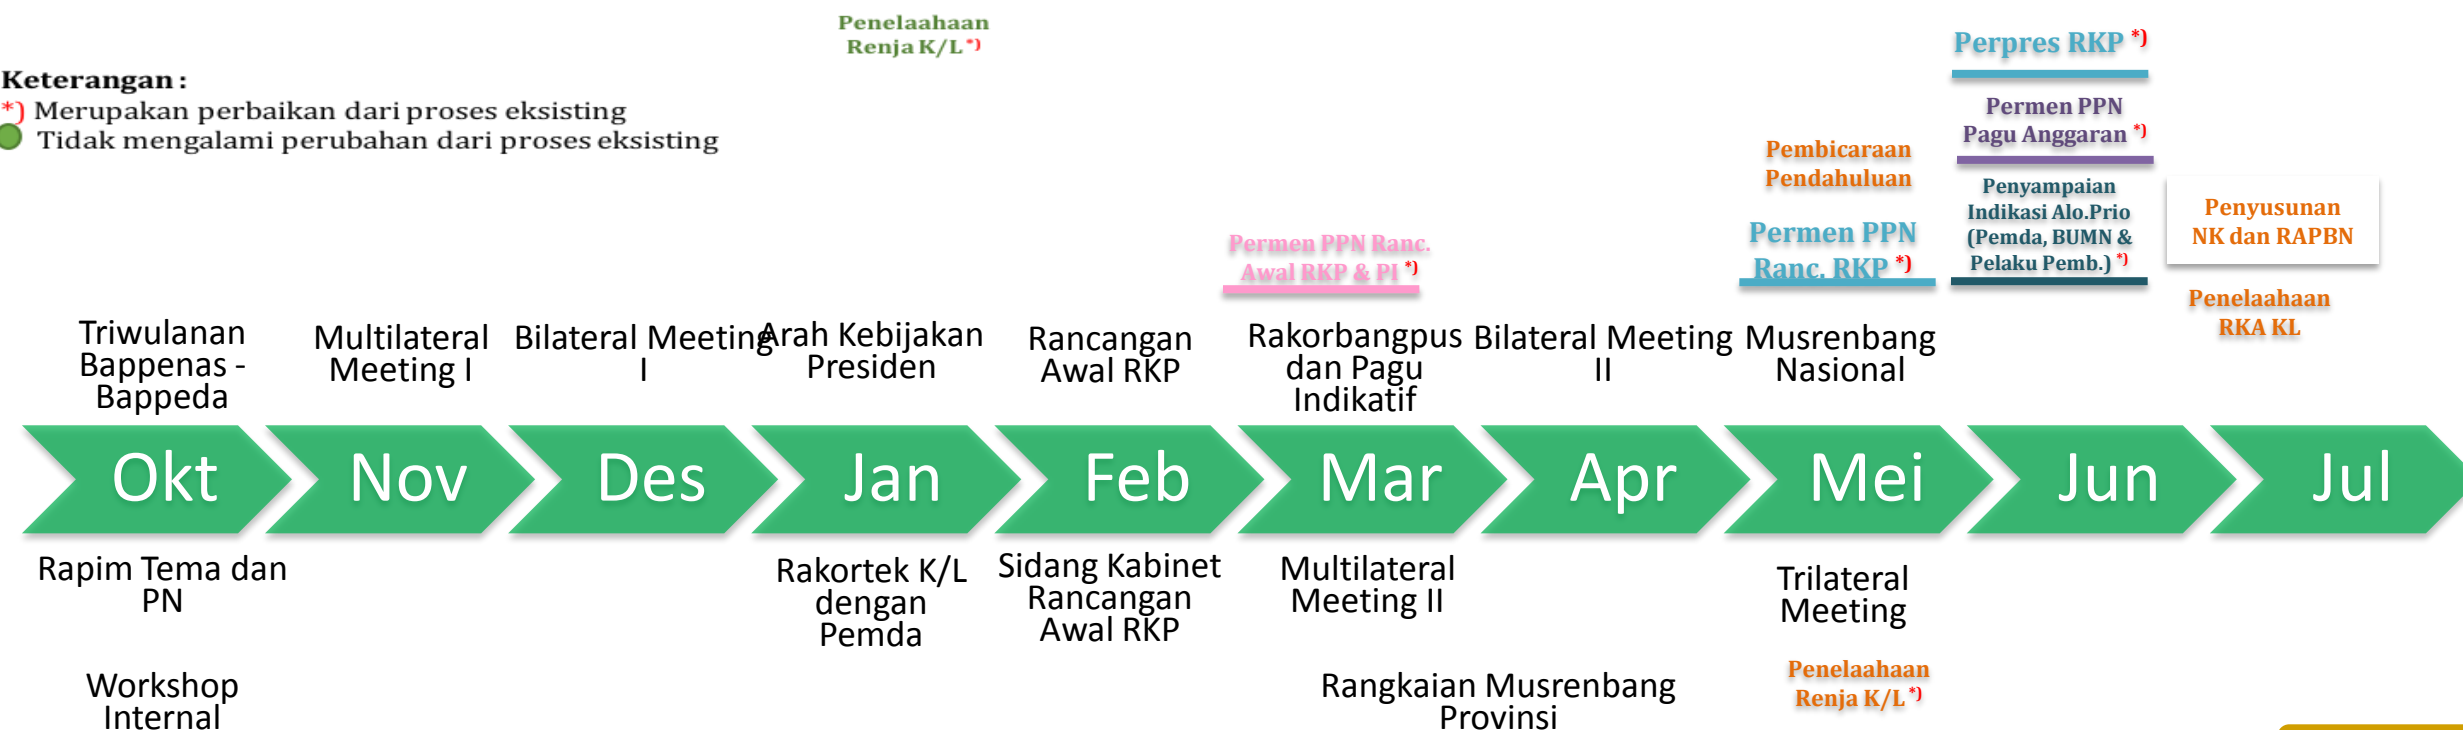 Penelaahaan
Renja K/L *)
Keterangan :
*) Merupakan perbaikan dari proses eksisting
Tidak mengalami perubahan dari proses eksisting
Perpres RKP *)
Permen PPN
Pagu Anggaran *)
Pembicaraan
Pendahuluan
Penyampaian
Indikasi Alo.Prio
(Pemda, BUMN &
Pelaku Pemb.) *)
Penyusunan
NK dan RAPBN
Permen PPN Ranc.
Awal RKP & PI *)
Permen PPN
Ranc. RKP *)
Penelaahaan
RKA KL
Triwulanan
Bappenas -
Bappeda
Multilateral
Meeting I
Bilateral Meeting
I
Arah Kebijakan
Presiden
Rancangan
Awal RKP
Rakorbangpus
dan Pagu
Indikatif
Bilateral Meeting
II
Musrenbang
Nasional
Okt
Nov
Des
Jan
Feb
Mar
Apr
Mei
Jun
Jul
Rapim Tema dan
PN
Rakortek K/L
dengan
Pemda
Sidang Kabinet
Rancangan
Awal RKP
Multilateral
Meeting II
Trilateral
Meeting
Workshop
Internal
Rangkaian Musrenbang
Provinsi
Penelaahaan
Renja K/L *)